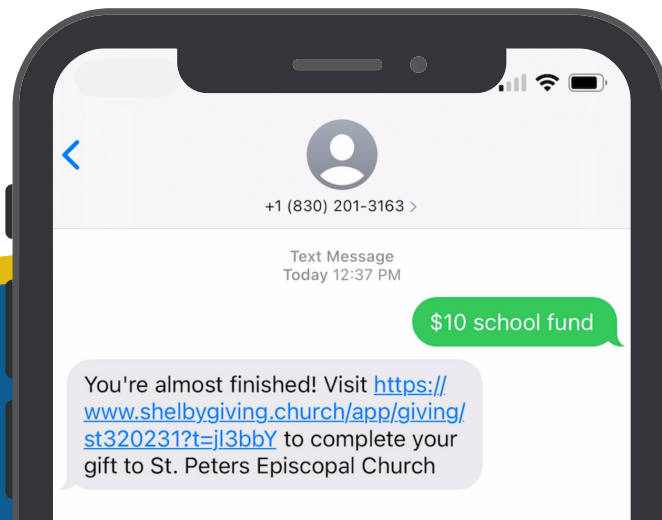 +1 (830) 201-3163 >
Text Message
Today 12:37 PM
$10 school fund
You're almost finished! Visit https://
www.shelbygiving.church/app/giving/
st320231?t=jl3bbY to complete your
gift to St. Peters Episcopal Church